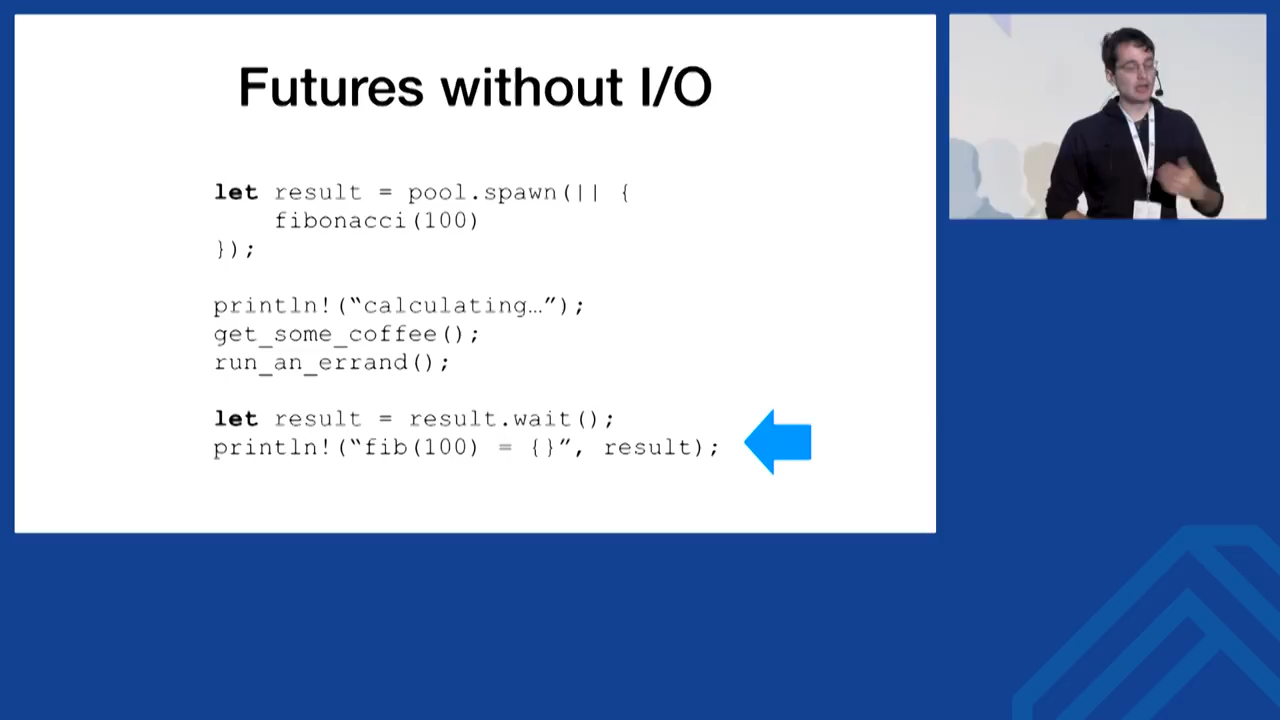 Futures without I/O
let result = pool.spawn(|| {
    fibonacci(100)
});
println!(“calculating…”);
get_some_coffee();
run_an_errand();
let result = result.wait();
println!(“fib(100) = {}”, result);